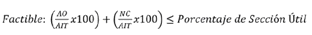 Factible: (AO/AIT x100) + (NC/AIT x100) ≤ Porcentaje de Sección Útil